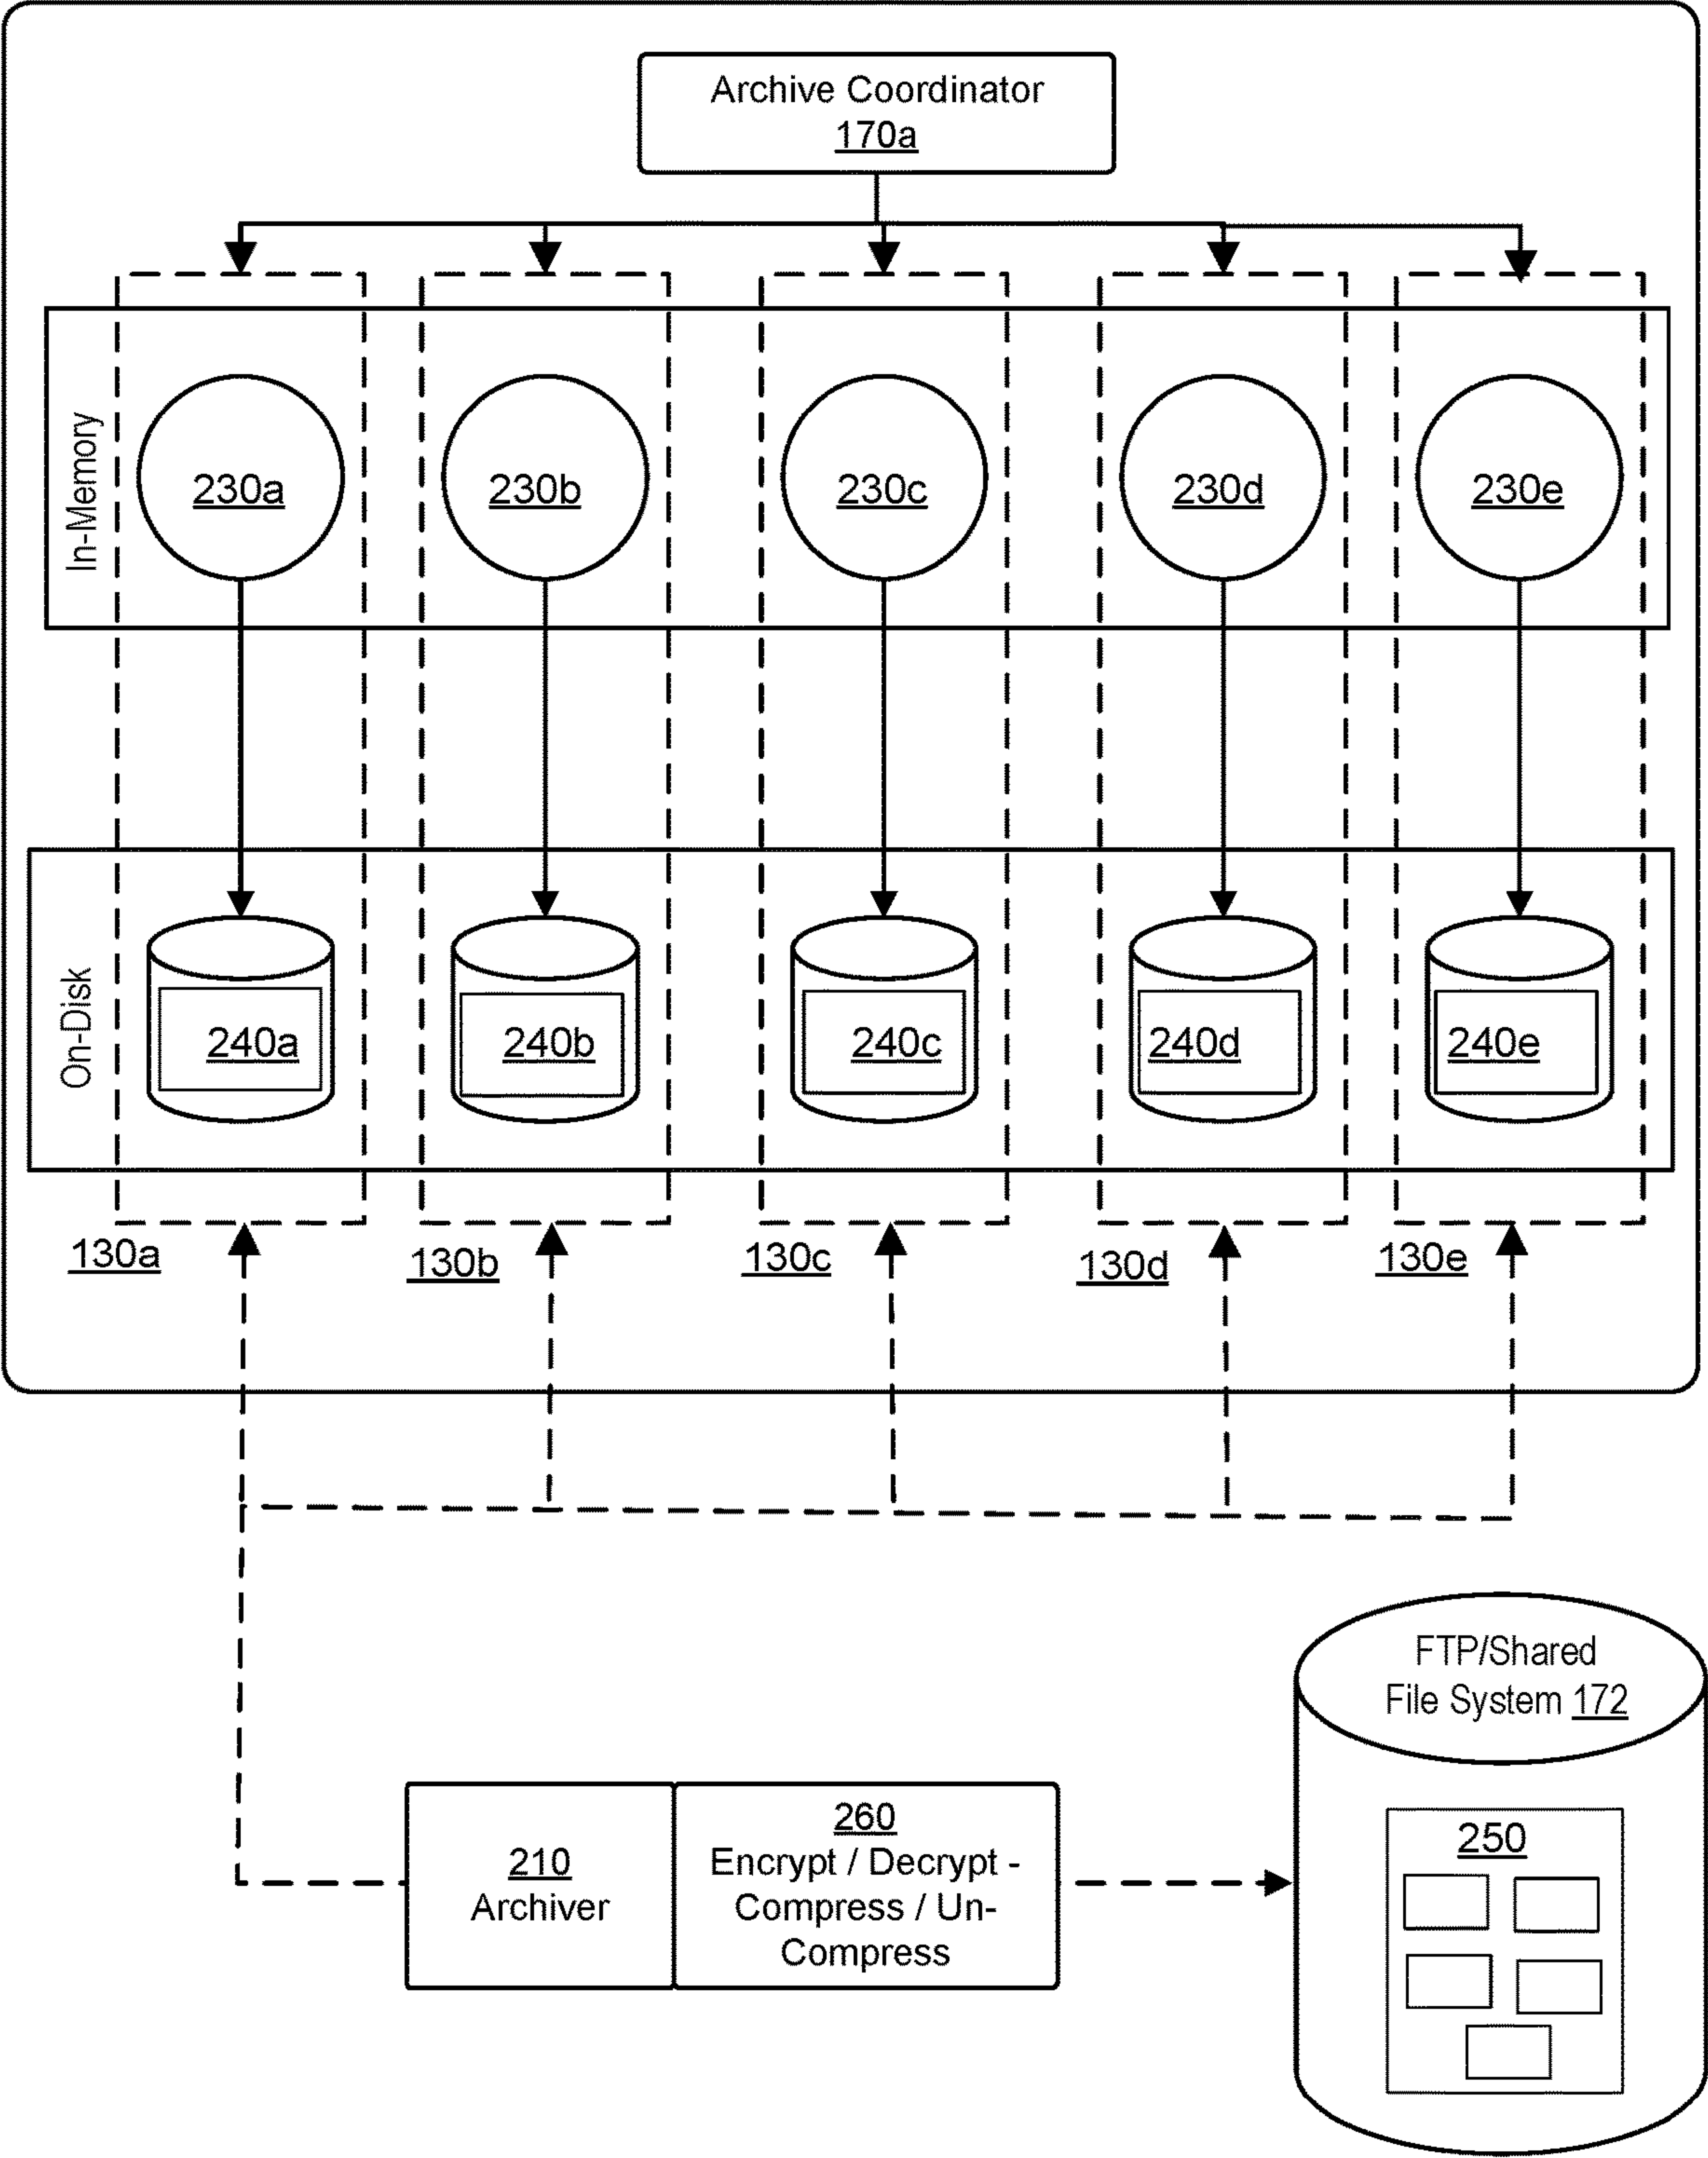 Archive Coordinator
170a
In-Memory
230a
230b
230c
230d
230e
On-Disk
240a
240b
240c
240d
240e
130a
130b
130c
130d
130e
FTP/Shared
File System 172
250
210
Archiver
260
Encrypt / Decrypt -
Compress / Un-
Compress